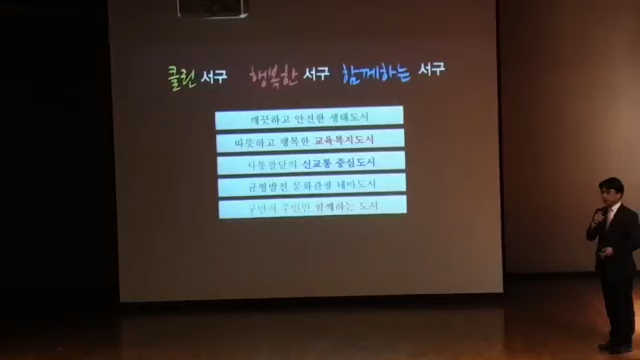 클린 서구 행복한 서구 함께하는 서구
깨끗하고 안전한 생태도시
따뜻하고 행복한 교육복지도시
사통팔달의 신교통 중심도시
균형발전 문화관광 테마도시
구민이 주인인 함께하는 도시